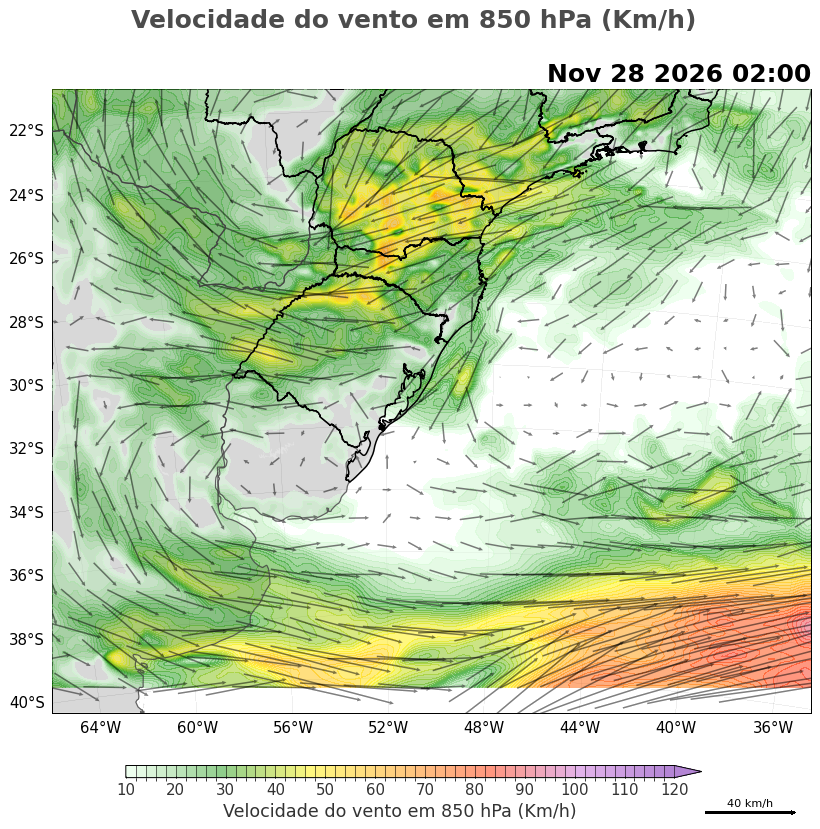 Velocidade do vento em 850 hPa (Km/h)
Nov 28 2026 02:00
22°S
24°S
26°S
28°S
30°S
32°S
34°S
36°S
38°S
40°S
64°W 60°W 56°W 52°W 48°W 44°W 40°W 36°W
10 20 30 40 50 60 70 80 90 100 110 120
Velocidade do vento em 850 hPa (Km/h)
40 km/h